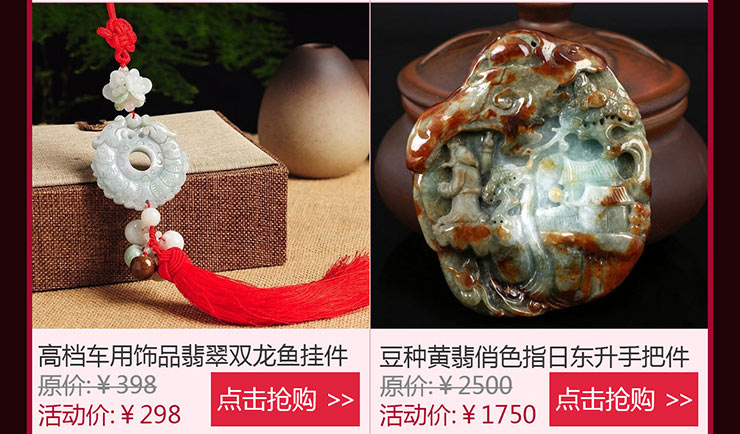 高档车用饰品翡翠双龙鱼挂件
原价:￥398
活动价:￥298
点击抢购 >>
豆种黄翡俏色指日东升手把件
原价:￥2500
活动价:￥1750
点击抢购 >>